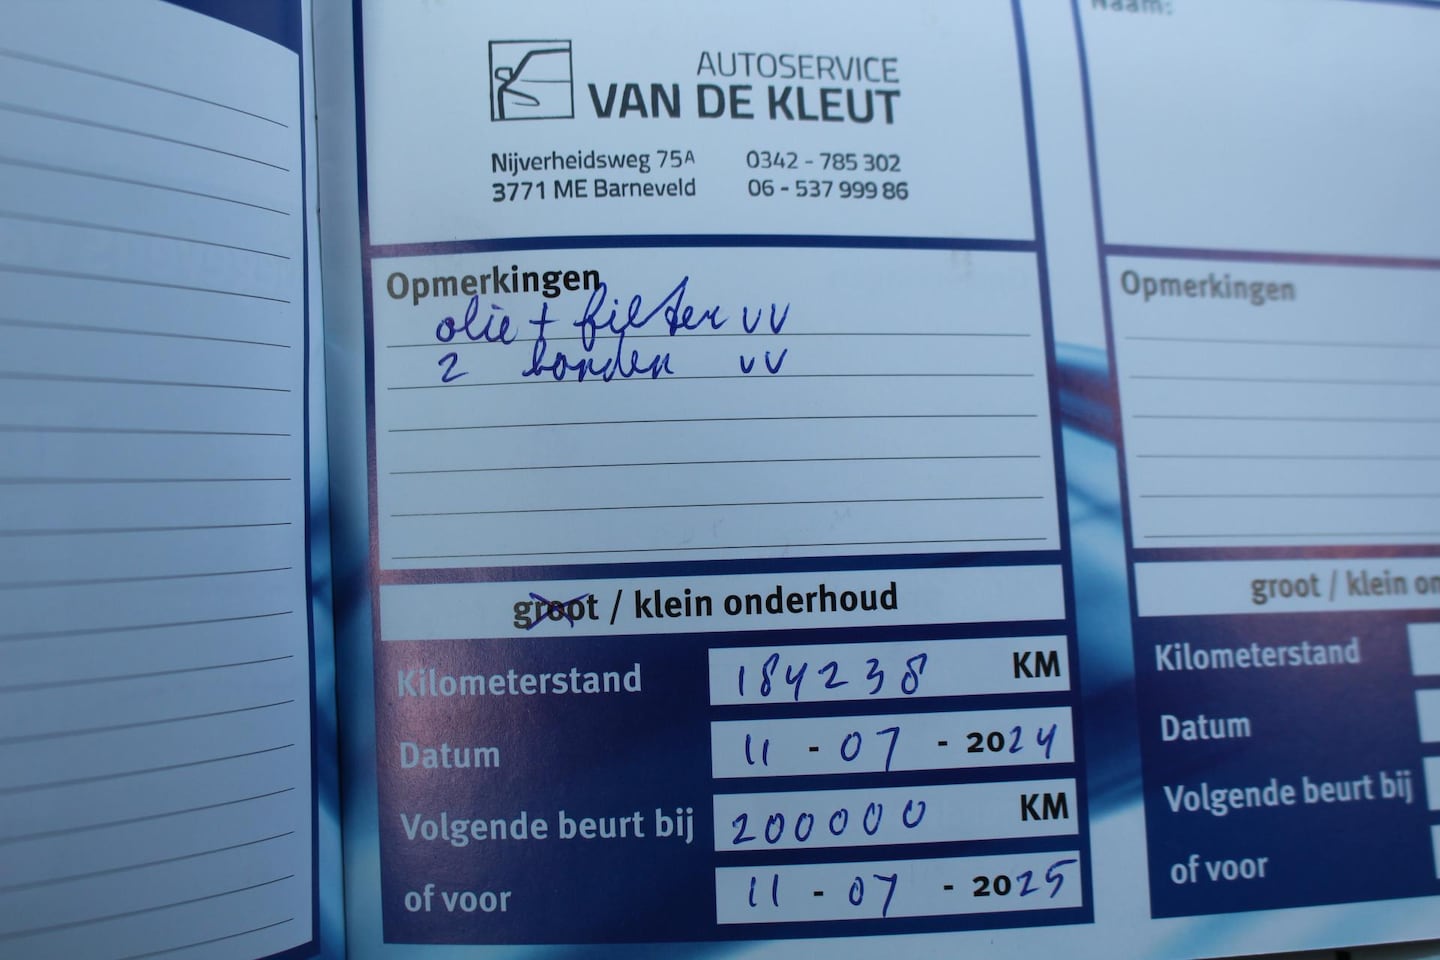 Naam:
AUTOSERVICE
VAN DE KLEUT
Nijverheidsweg 75A 0342 - 785 302
3771 ME Barneveld 06 - 537 999 86
Opmerkingen
olie + filter vv
2 banden vv
groot / klein onderhoud
Kilometerstand 184238 KM
Datum 11 - 07 - 2024
Volgende beurt bij 200000 KM
of voor 11 - 07 - 2025
Opmerkingen
groot / klein on
Kilometerstand
Datum
Volgende beurt bij
of voor